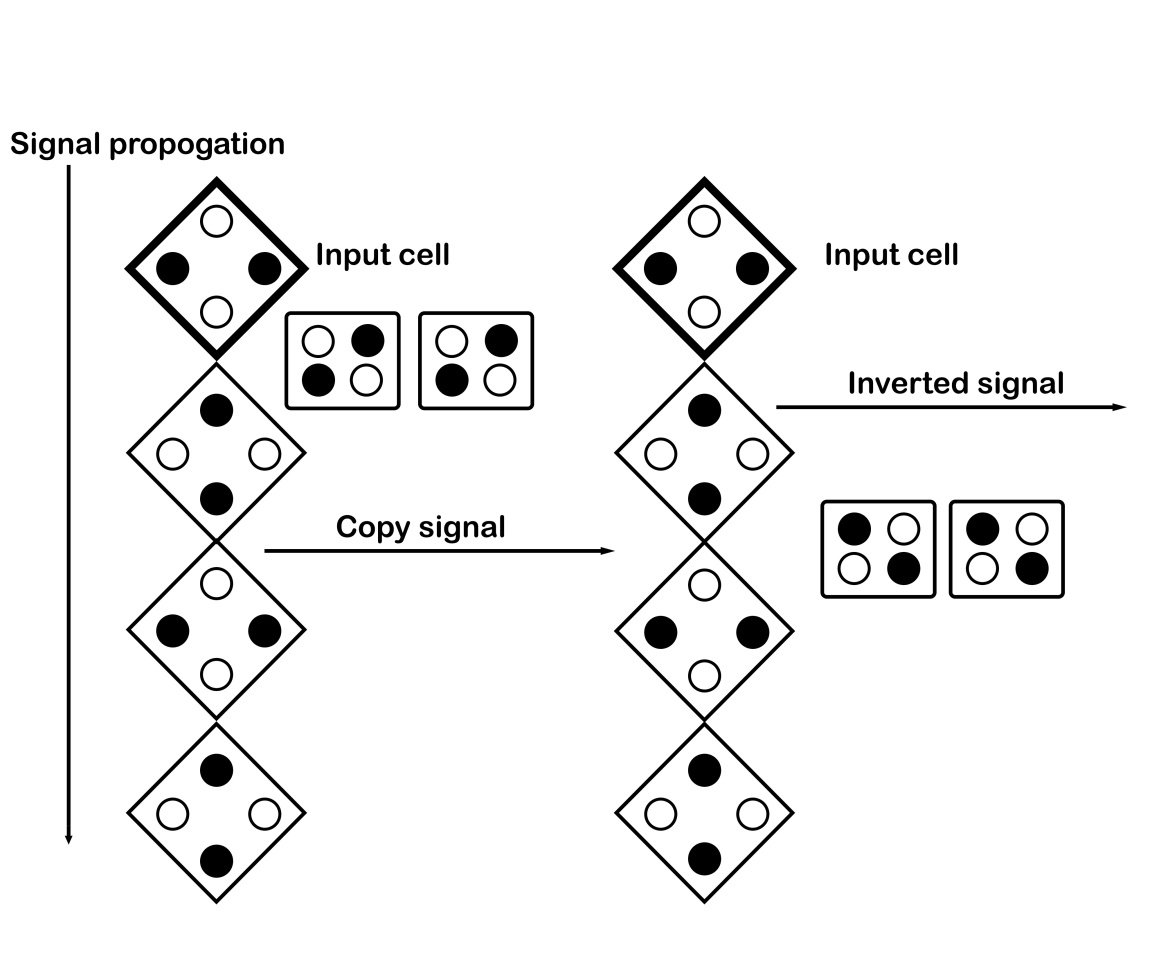 Signal propogation
Input cell
Input cell
Inverted signal
Copy signal